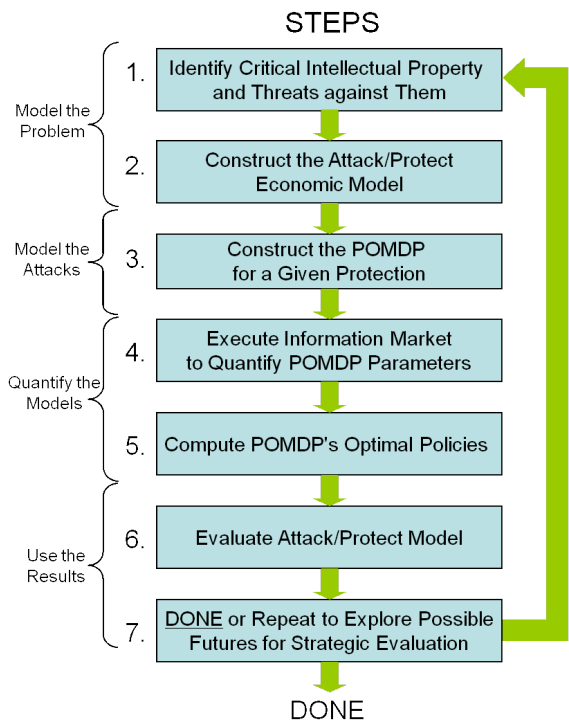 STEPS
Model the
Problem
1.
Identify Critical Intellectual Property
and Threats against Them
2.
Construct the Attack/Protect
Economic Model
Model the
Attacks
3.
Construct the POMDP
for a Given Protection
Quantify the
Models
4.
Execute Information Market
to Quantify POMDP Parameters
5.
Compute POMDP's Optimal Policies
Use the
Results
6.
Evaluate Attack/Protect Model
7.
DONE or Repeat to Explore Possible
Futures for Strategic Evaluation
DONE